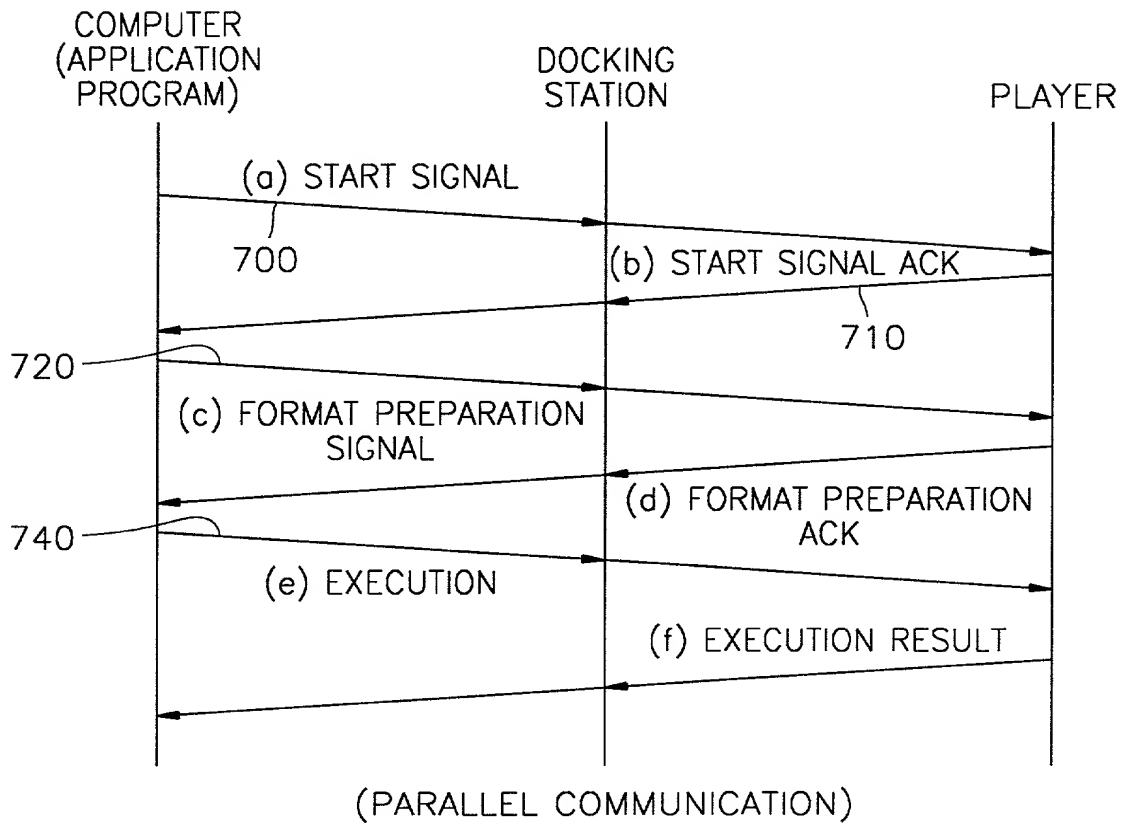 COMPUTER
(APPLICATION
PROGRAM)
DOCKING
STATION
PLAYER
(a) START SIGNAL
700
(b) START SIGNAL ACK
710
720
(c) FORMAT PREPARATION
SIGNAL
(d) FORMAT PREPARATION
ACK
740
(e) EXECUTION
(f) EXECUTION RESULT
(PARALLEL COMMUNICATION)